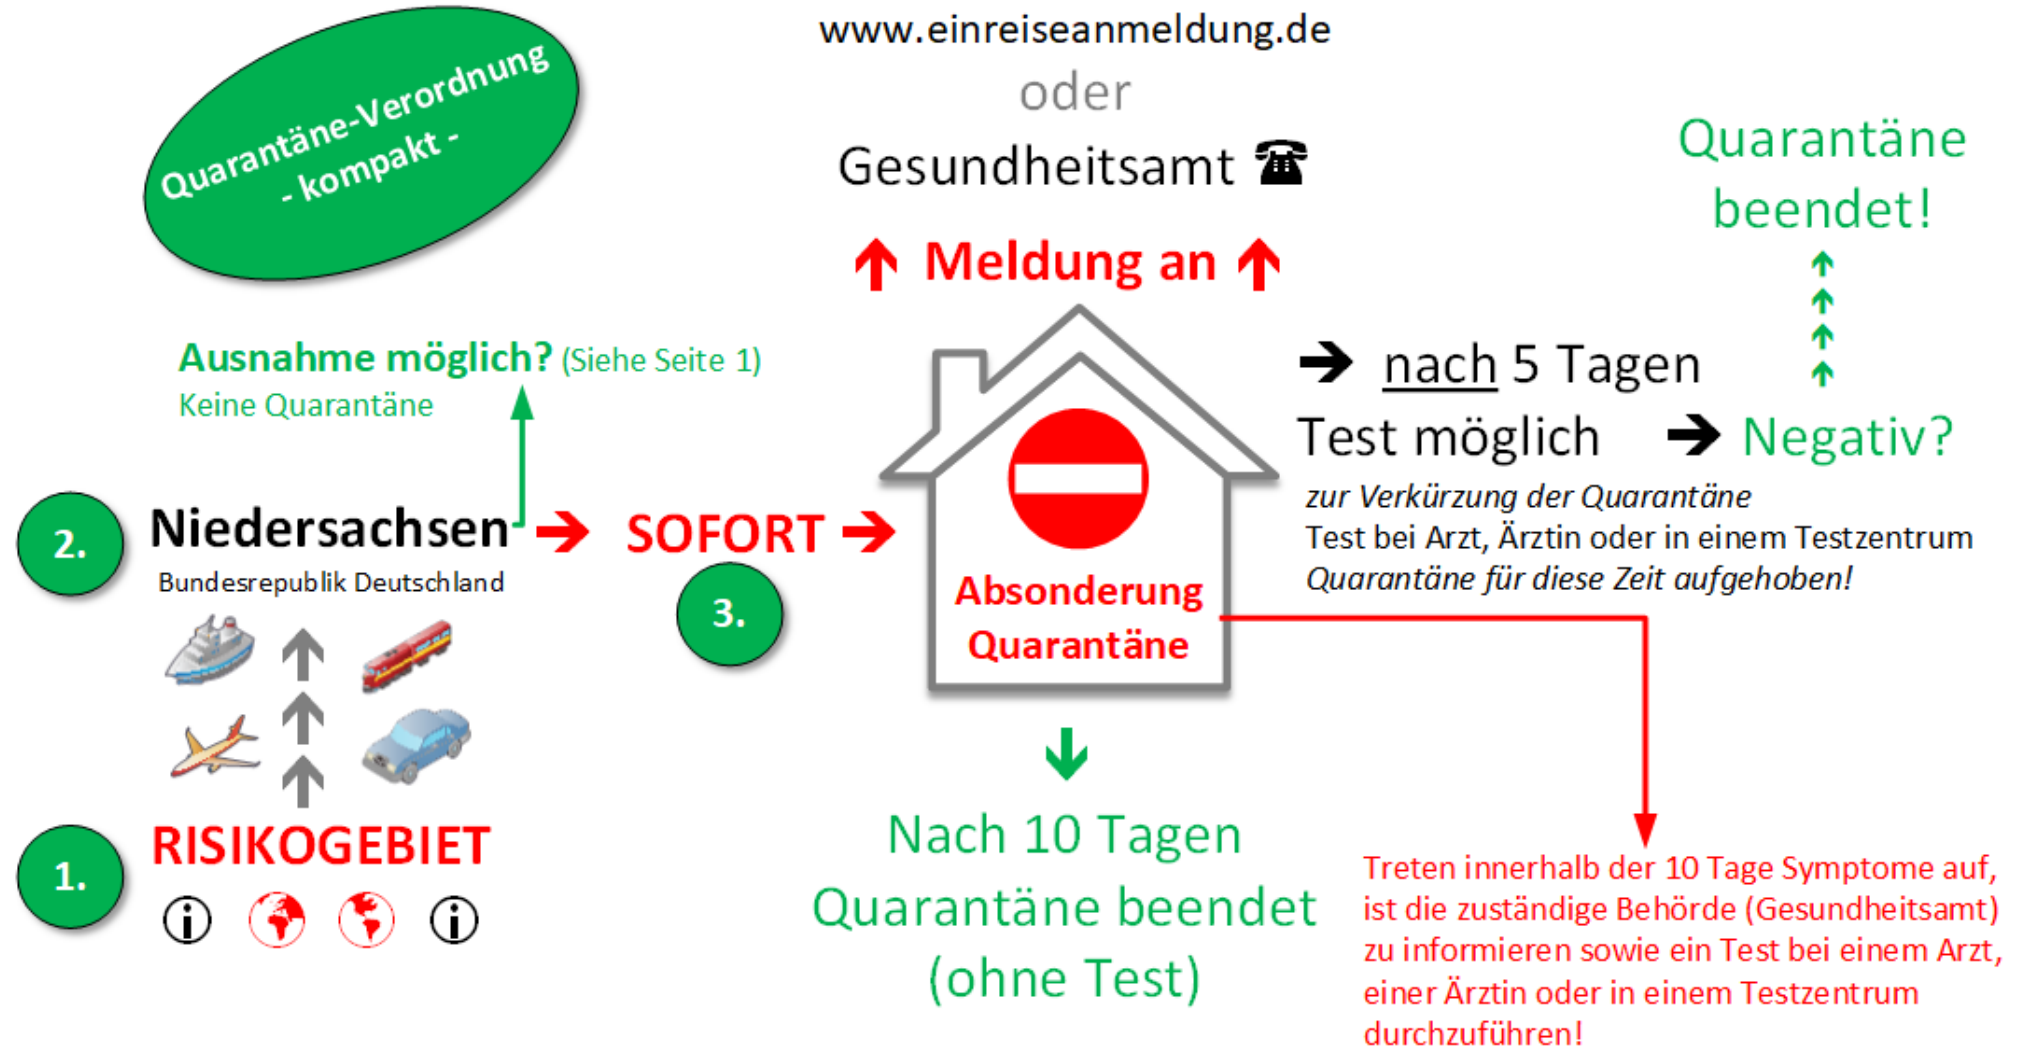 Quarantäne-Verordnung
- kompakt -
www.einreiseanmeldung.de
oder
Gesundheitsamt
Meldung an
Quarantäne
beendet!
Ausnahme möglich? (Siehe Seite 1)
Keine Quarantäne
nach 5 Tagen
Test möglich
Negativ?
zur Verkürzung der Quarantäne
Test bei Arzt, Ärztin oder in einem Testzentrum
Quarantäne für diese Zeit aufgehoben!
2.
Niedersachsen
Bundesrepublik Deutschland
SOFORT
3.
Absonderung
Quarantäne
1.
RISIKOGEBIET
Nach 10 Tagen
Quarantäne beendet
(ohne Test)
Treten innerhalb der 10 Tage Symptome auf,
ist die zuständige Behörde (Gesundheitsamt)
zu informieren sowie ein Test bei einem Arzt,
einer Ärztin oder in einem Testzentrum
durchzuführen!